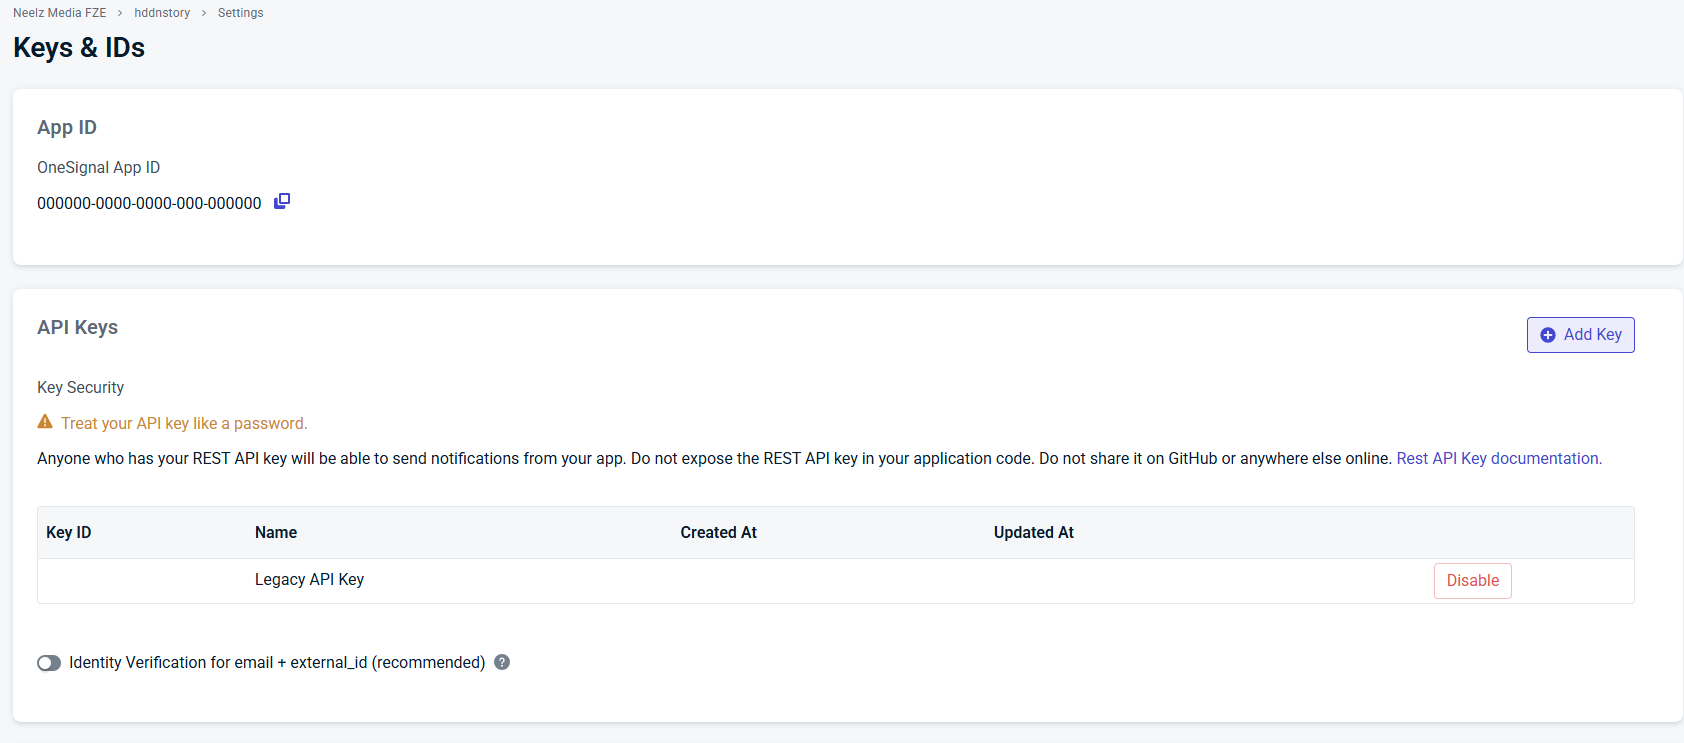 Neelz Media FZE > hddnstory > Settings
Keys & IDs
App ID
OneSignal App ID
000000-0000-0000-000-000000
API Keys
Add Key
Key Security
Treat your API key like a password.
Anyone who has your REST API key will be able to send notifications from your app. Do not expose the REST API key in your application code. Do not share it on GitHub or anywhere else online. Rest API Key documentation.
Key ID Name Created At Updated At
Legacy API Key Disable
Identity Verification for email + external_id (recommended) ?